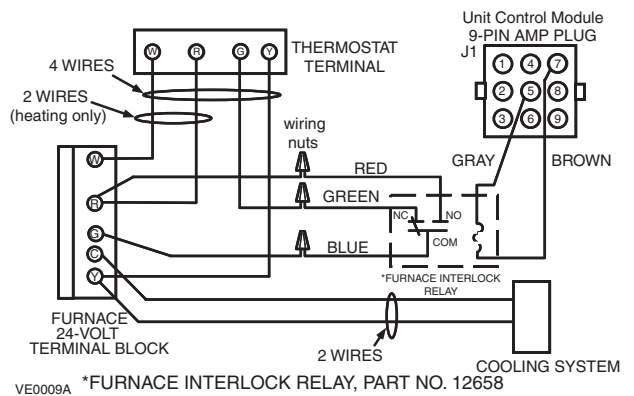 Unit Control Module
9-PIN AMP PLUG
J1
W R G Y
THERMOSTAT
TERMINAL
1 4 7
2 5 8
3 6 9
4 WIRES
2 WIRES
(heating only)
wiring
nuts
GRAY
BROWN
W
RED
R
GREEN
NC
NO
G
COM
BLUE
C
Y
*FURNACE INTERLOCK
RELAY
FURNACE
24-VOLT
TERMINAL BLOCK
2 WIRES
COOLING SYSTEM
VE0009A
*FURNACE INTERLOCK RELAY, PART NO. 12658